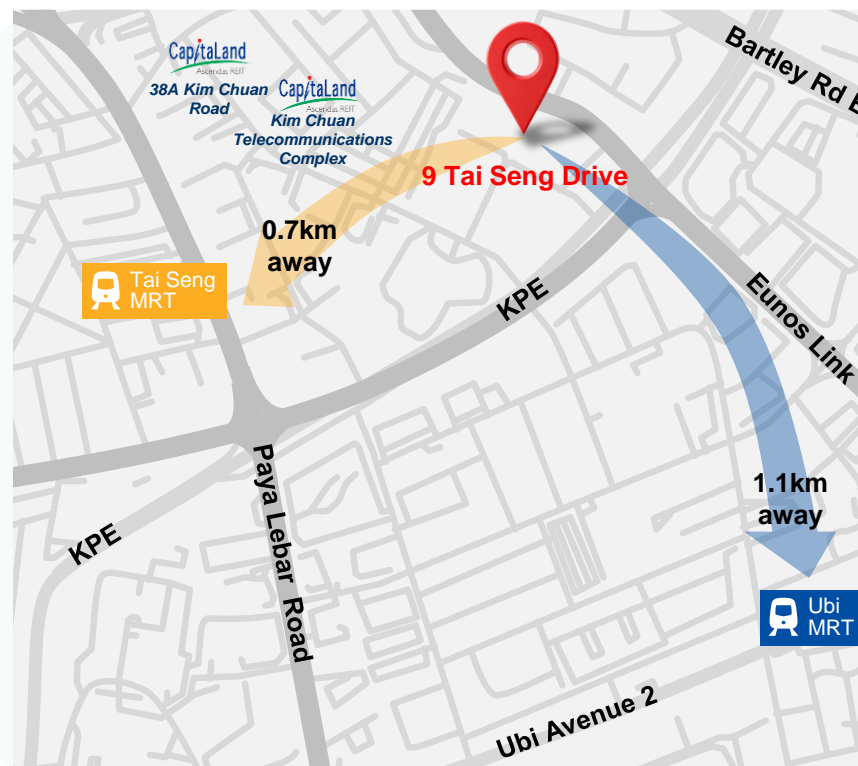 Bartley Rd E
CapitaLand
Ascendas REIT
38A Kim Chuan
Road
CapitaLand
Ascendas REIT
Kim Chuan
Telecommunications
Complex
9 Tai Seng Drive
0.7km
away
Tai Seng
MRT
KPE
Eunos Link
Paya Lebar Road
1.1km
away
KPE
Ubi
MRT
Ubi Avenue 2